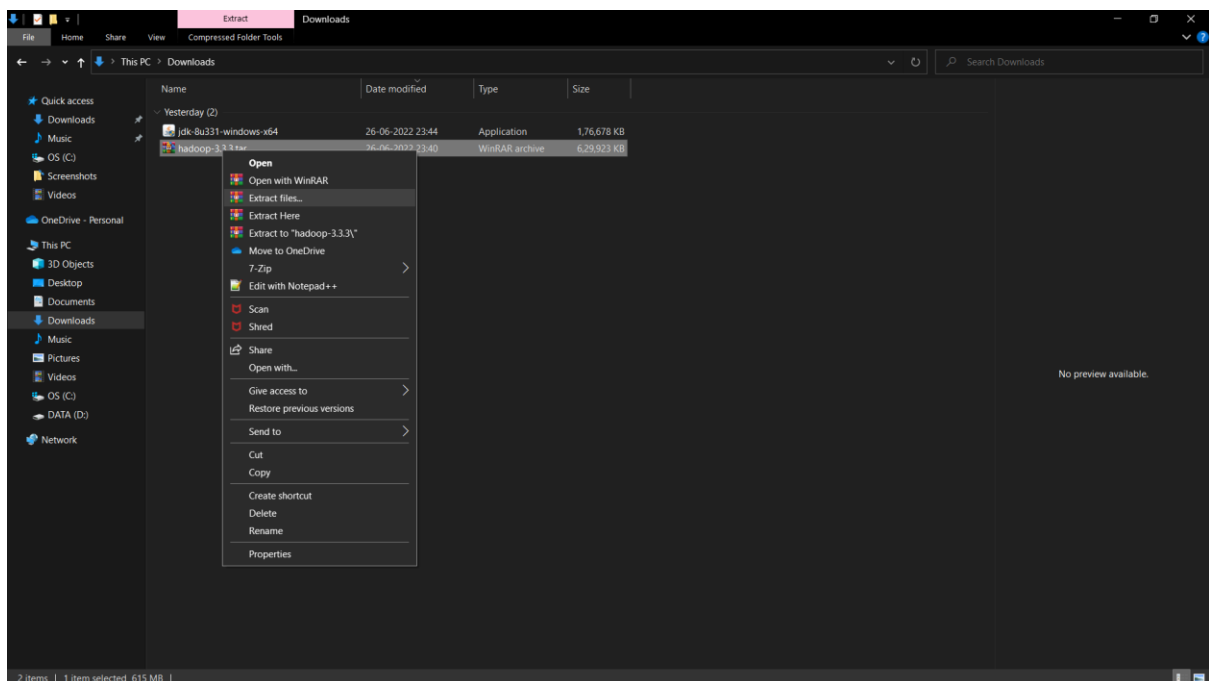 Extract Downloads
File Home Share View Compressed Folder Tools
This PC > Downloads
Search Downloads
Name Date modified Type Size
Quick access
Downloads
Music
OS (C:)
Screenshots
Videos
OneDrive - Personal
This PC
3D Objects
Desktop
Documents
Downloads
Music
Pictures
Videos
OS (C:)
DATA (D:)
Network
Yesterday (2)
jdk-8u331-windows-x64 26-06-2022 23:44 Application 1,76,678 KB
hadoop-3.3.3.tar 26-06-2022 23:40 WinRAR archive 6,29,923 KB
Open
Open with WinRAR
Extract files...
Extract Here
Extract to "hadoop-3.3.3\"
Move to OneDrive
7-Zip
Edit with Notepad++
Scan
Shred
Share
Open with...
Give access to
Restore previous versions
Send to
Cut
Copy
Create shortcut
Delete
Rename
Properties
No preview available.
2 items | 1 item selected 615 MB |